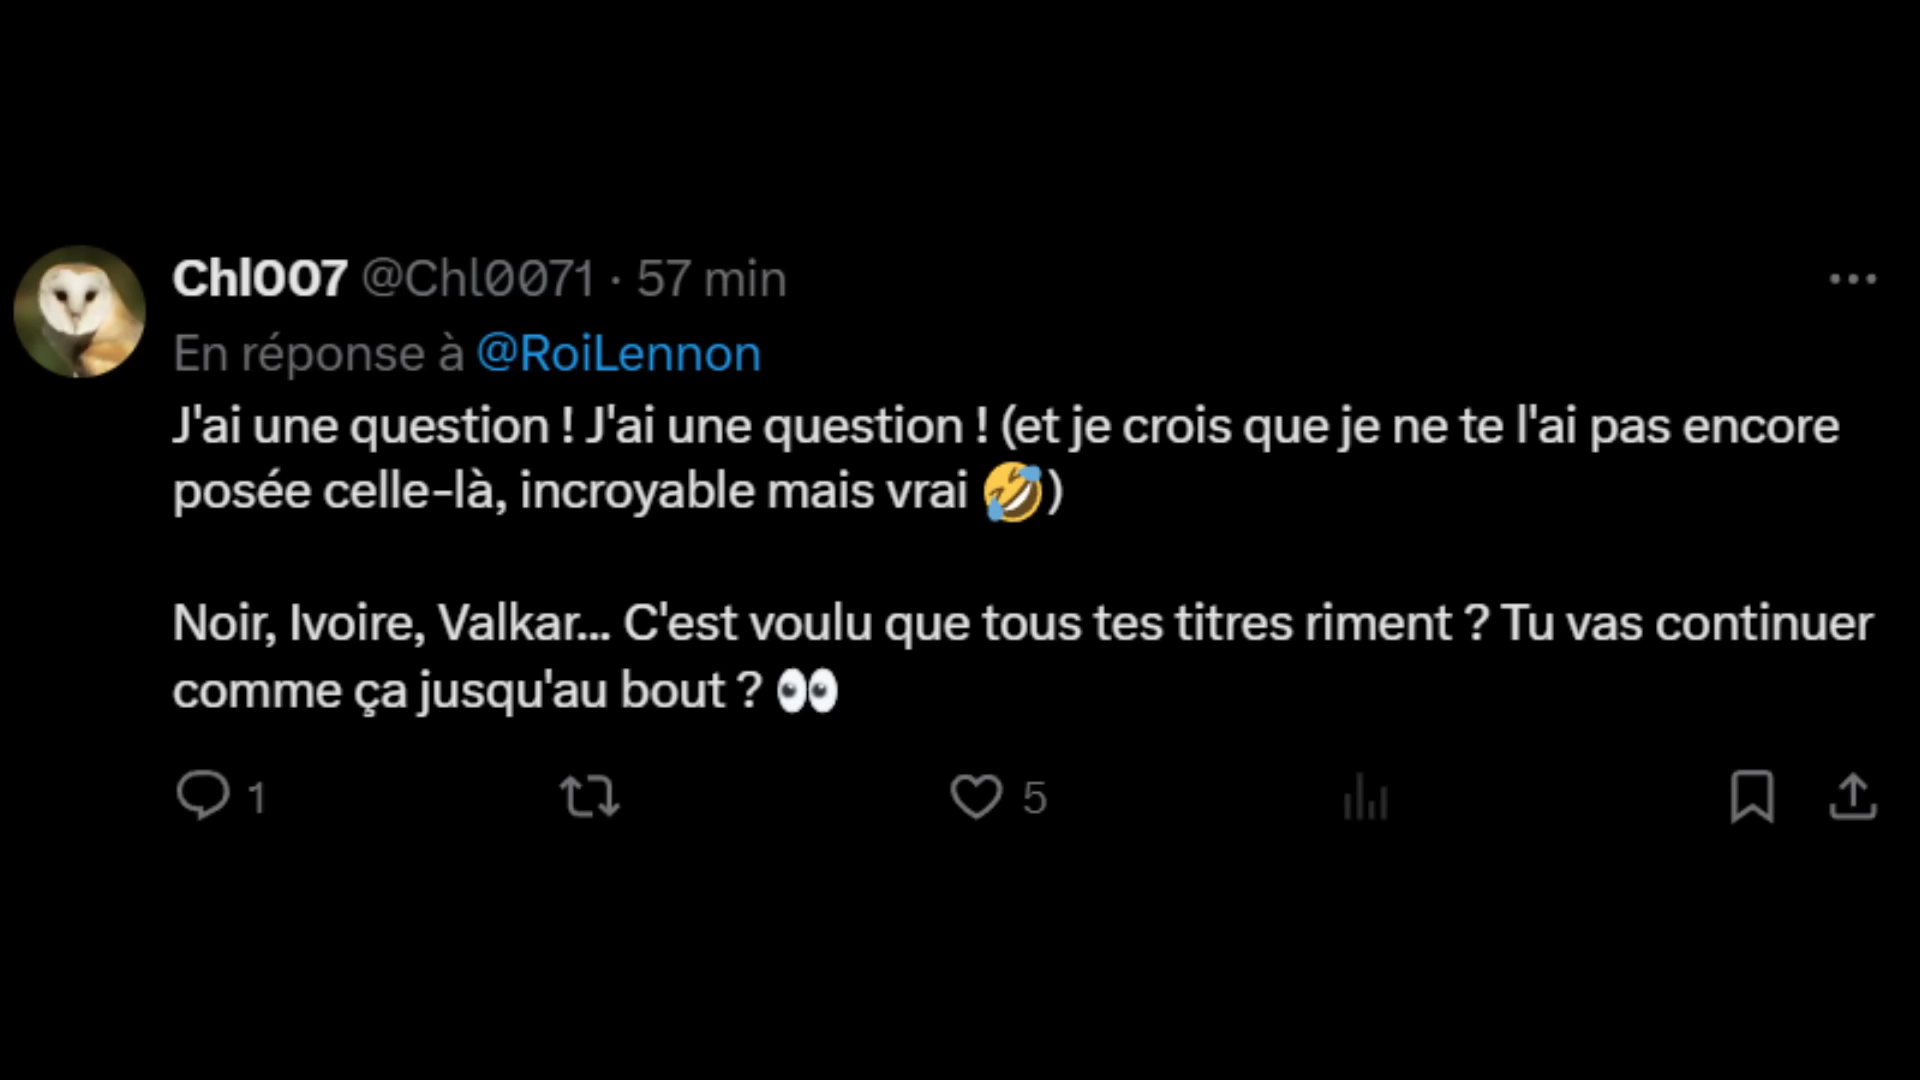 Chl007 @Chl0071 · 57 min
En réponse à @RoiLennon
J'ai une question ! J'ai une question ! (et je crois que je ne te l'ai pas encore
posée celle-là, incroyable mais vrai 🤣)
Noir, Ivoire, Valkar... C'est voulu que tous tes titres riment ? Tu vas continuer
comme ça jusqu'au bout ? 👀
1 5